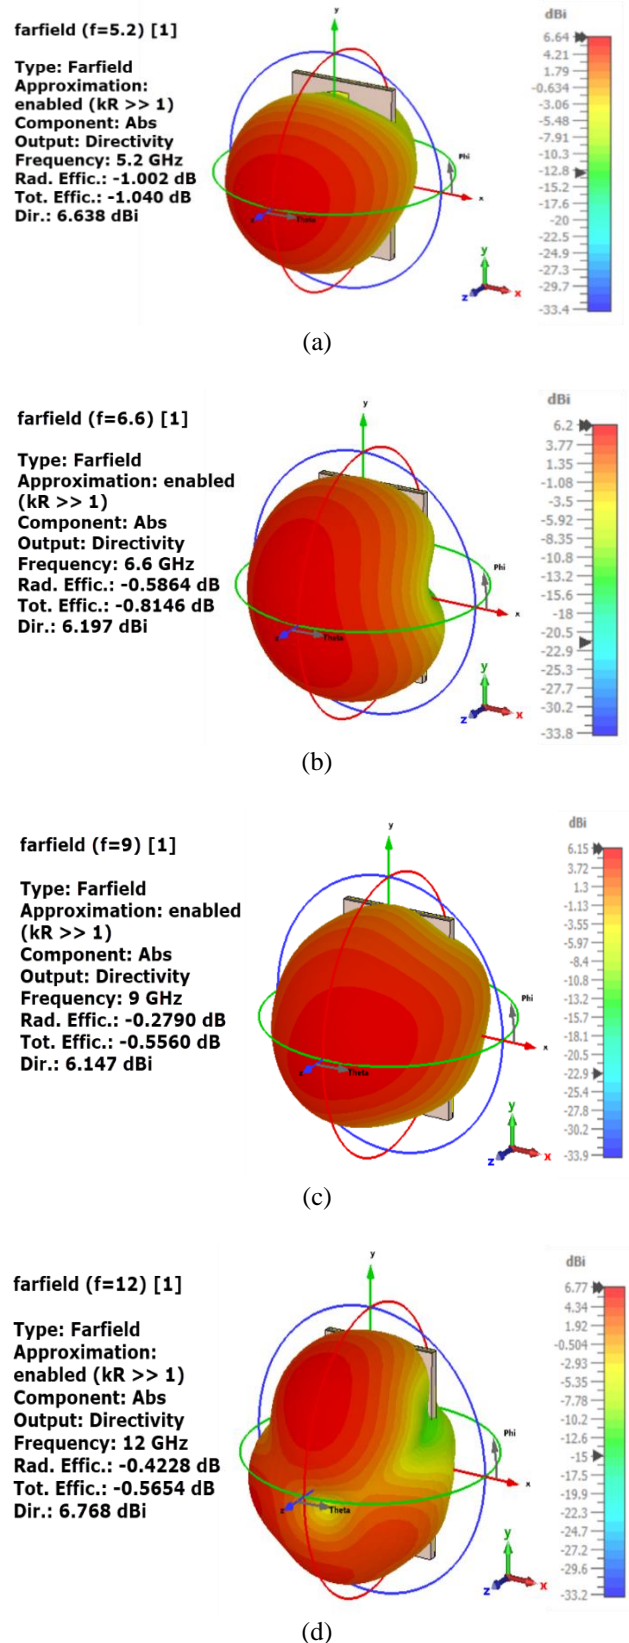 farfield (f=5.2) [1]
Type: Farfield
Approximation:
enabled (kR >> 1)
Component: Abs
Output: Directivity
Frequency: 5.2 GHz
Rad. Effic.: -1.002 dB
Tot. Effic.: -1.040 dB
Dir.: 6.638 dBi
y
Phi
x
z
Theta
y
z
x
dBi
6.64
4.21
1.79
-0.634
-3.06
-5.48
-7.91
-10.3
-12.8
-15.2
-17.6
-20
-22.5
-24.9
-27.3
-29.7
-33.4
(a)
farfield (f=6.6) [1]
Type: Farfield
Approximation: enabled
(kR >> 1)
Component: Abs
Output: Directivity
Frequency: 6.6 GHz
Rad. Effic.: -0.5864 dB
Tot. Effic.: -0.8146 dB
Dir.: 6.197 dBi
y
Phi
x
z
Theta
y
z
x
dBi
6.2
3.77
1.35
-1.08
-3.5
-5.92
-8.35
-10.8
-13.2
-15.6
-18
-20.5
-22.9
-25.3
-27.7
-30.2
-33.8
(b)
farfield (f=9) [1]
Type: Farfield
Approximation: enabled
(kR >> 1)
Component: Abs
Output: Directivity
Frequency: 9 GHz
Rad. Effic.: -0.2790 dB
Tot. Effic.: -0.5560 dB
Dir.: 6.147 dBi
y
Phi
x
z
Theta
y
z
x
dBi
6.15
3.72
1.3
-1.13
-3.55
-5.97
-8.4
-10.8
-13.2
-15.7
-18.1
-20.5
-22.9
-25.4
-27.8
-30.2
-33.9
(c)
farfield (f=12) [1]
Type: Farfield
Approximation:
enabled (kR >> 1)
Component: Abs
Output: Directivity
Frequency: 12 GHz
Rad. Effic.: -0.4228 dB
Tot. Effic.: -0.5654 dB
Dir.: 6.768 dBi
y
Phi
x
z
Theta
y
z
x
dBi
6.77
4.34
1.92
-0.504
-2.93
-5.35
-7.78
-10.2
-12.6
-15
-17.5
-19.9
-22.3
-24.7
-27.2
-29.6
-33.2
(d)